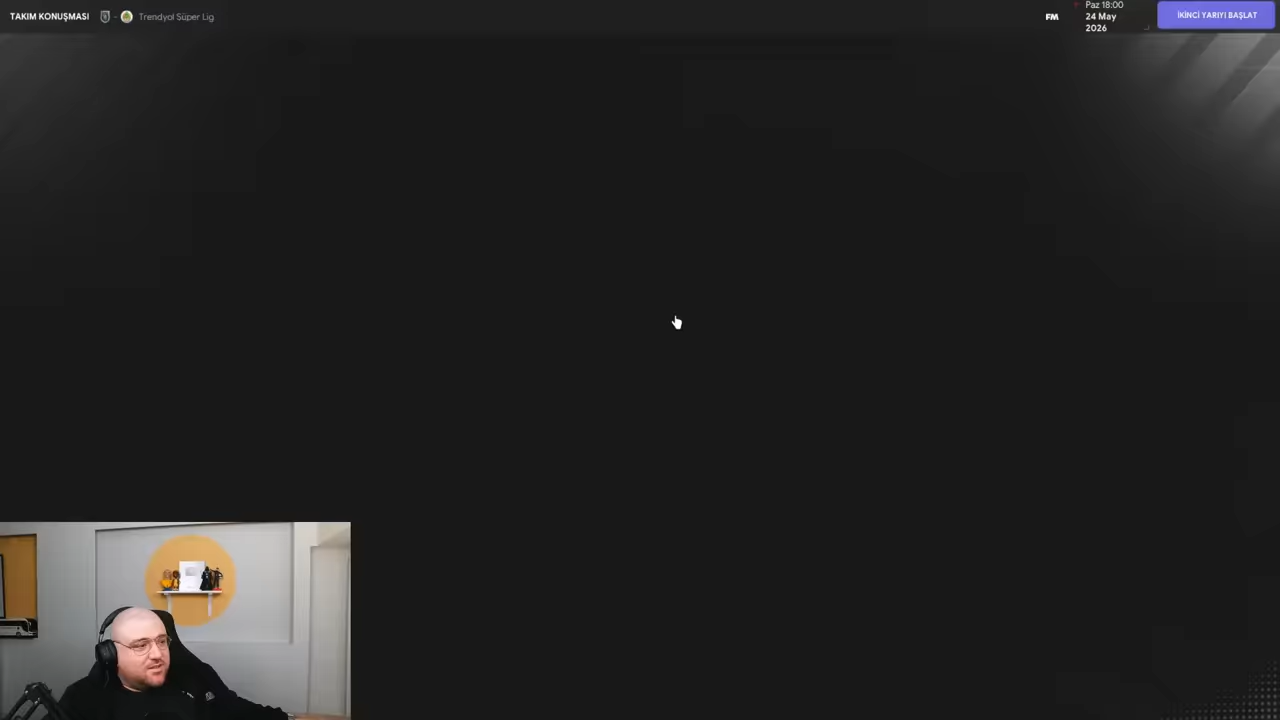 TAKIM KONUŞMASI - Trendyol Süper Lig
FM
Paz 18:00
24 May
2026
İKİNCİ YARIYI BAŞLAT